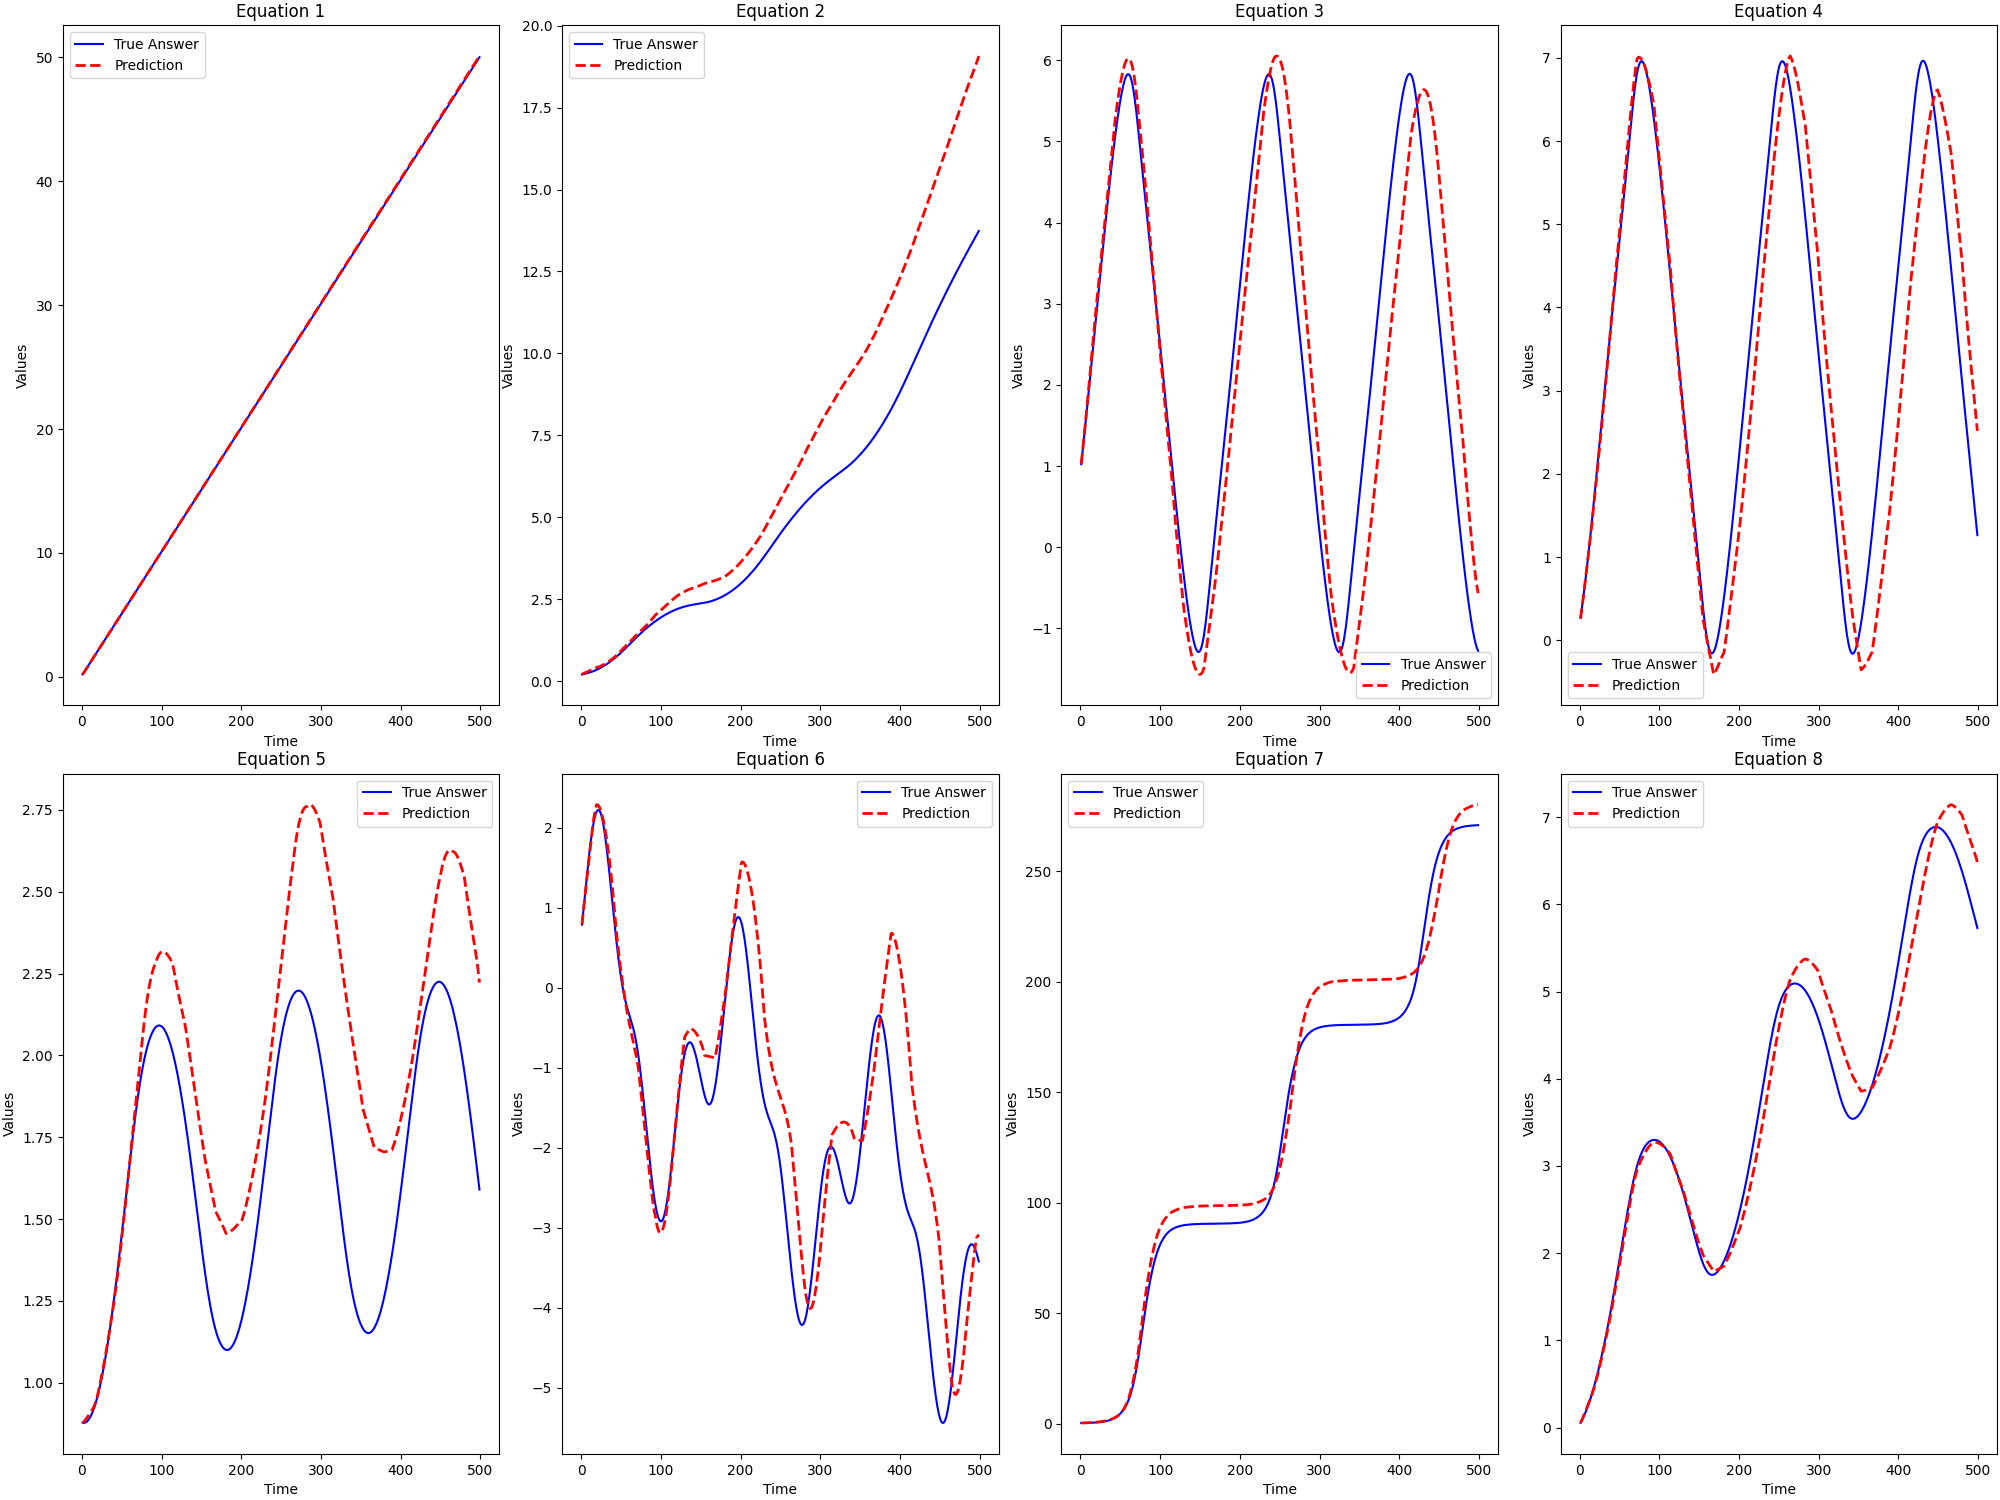 Equation 1
True Answer
Prediction
50
40
30
20
10
0
Values
0 100 200 300 400 500
Time
Equation 2
True Answer
Prediction
20.0
17.5
15.0
12.5
10.0
7.5
5.0
2.5
0.0
Values
0 100 200 300 400 500
Time
Equation 3
6
5
4
3
2
1
0
−1
Values
True Answer
Prediction
0 100 200 300 400 500
Time
Equation 4
7
6
5
4
3
2
1
0
Values
True Answer
Prediction
0 100 200 300 400 500
Time
Equation 5
True Answer
Prediction
2.75
2.50
2.25
2.00
1.75
1.50
1.25
1.00
Values
0 100 200 300 400 500
Time
Equation 6
True Answer
Prediction
2
1
0
−1
−2
−3
−4
−5
Values
0 100 200 300 400 500
Time
Equation 7
True Answer
Prediction
250
200
150
100
50
0
Values
0 100 200 300 400 500
Time
Equation 8
True Answer
Prediction
7
6
5
4
3
2
1
0
Values
0 100 200 300 400 500
Time